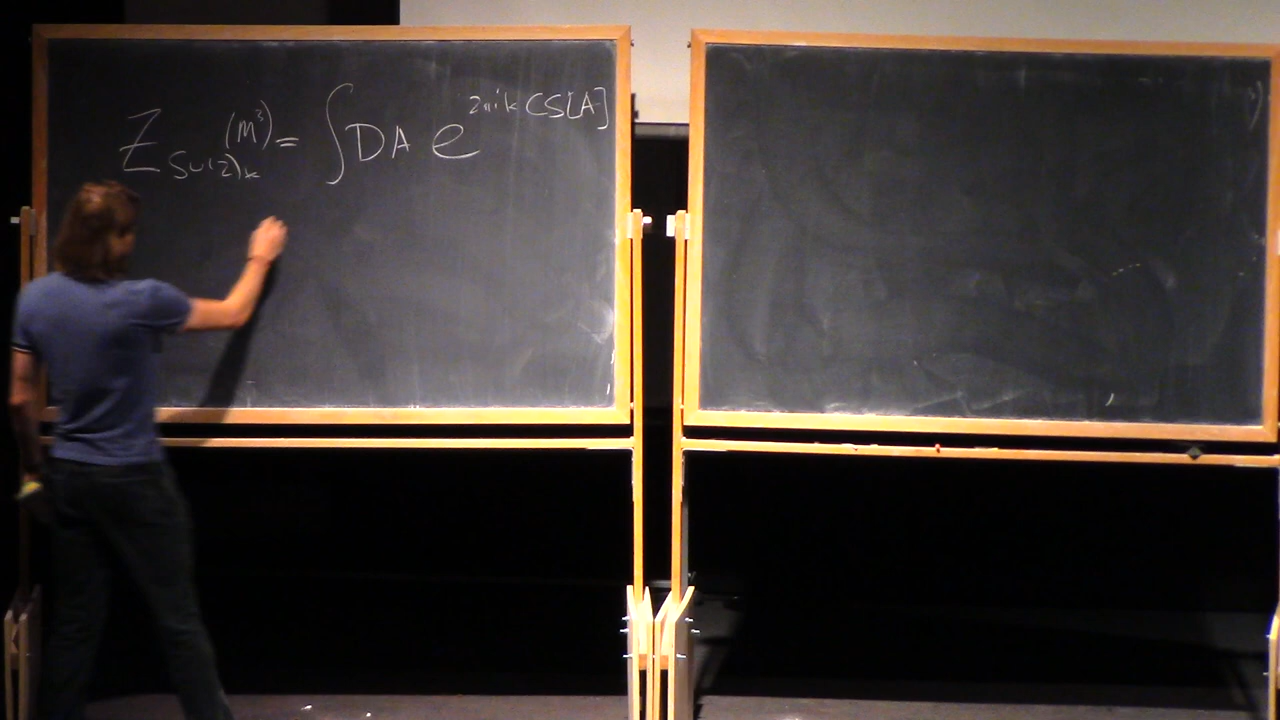 Z_{SU(2)_k}(M^3) = ∫DA e^{2πik CS[A]}